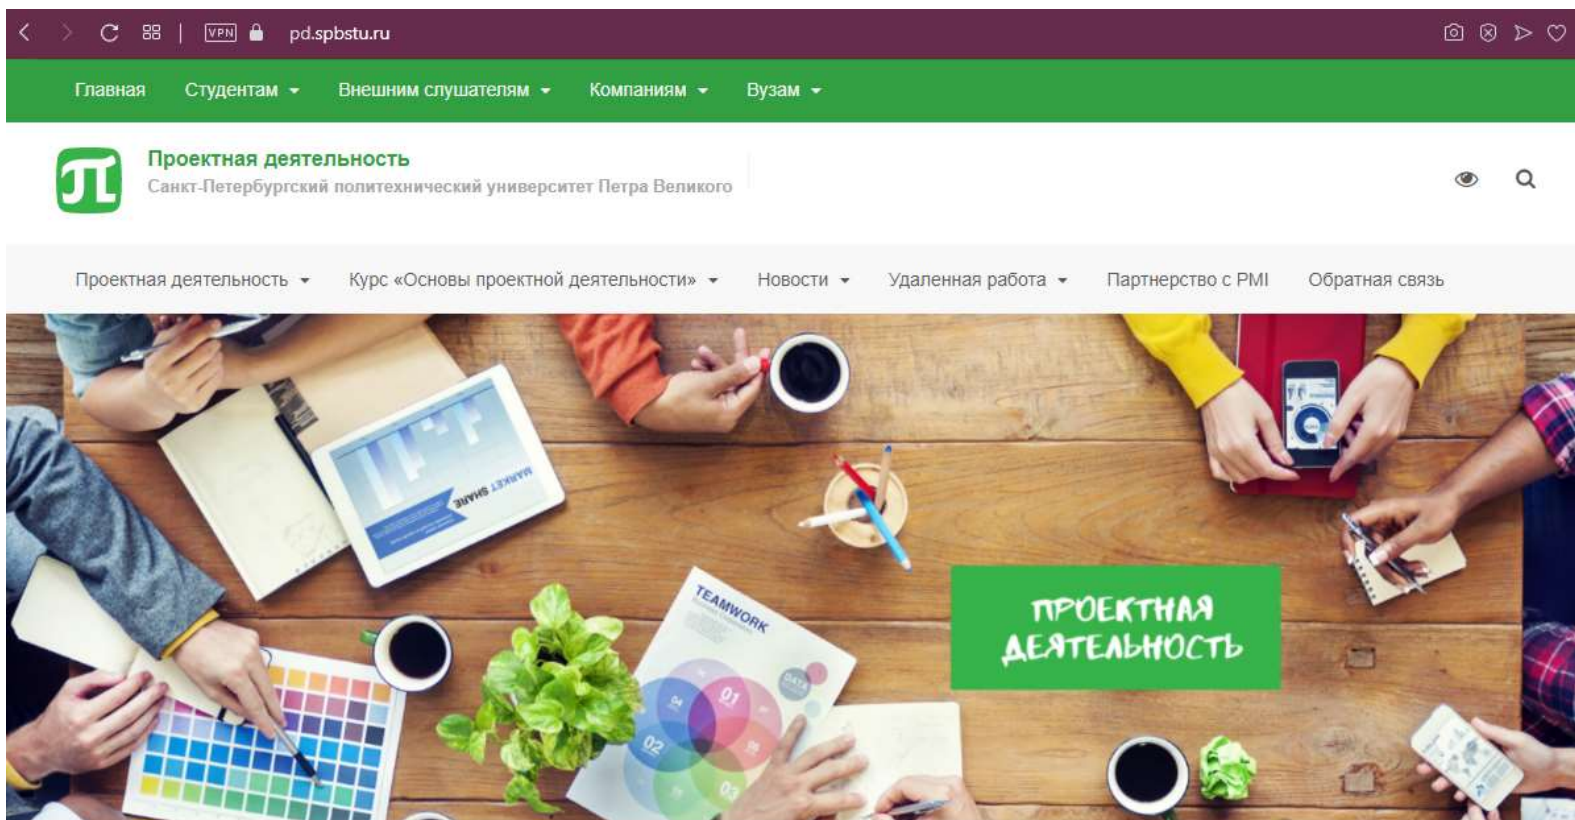 VPN pd.spbstu.ru
Главная Студентам Внешним слушателям Компаниям Вузам
Проектная деятельность
Санкт-Петербургский политехнический университет Петра Великого
Проектная деятельность Курс «Основы проектной деятельности» Новости Удаленная работа Партнерство с PMI Обратная связь
MARKET SHARE
TEAMWORK
ПРОЕКТНАЯ
ДЕЯТЕЛЬНОСТЬ
DATA
01
04
02
03